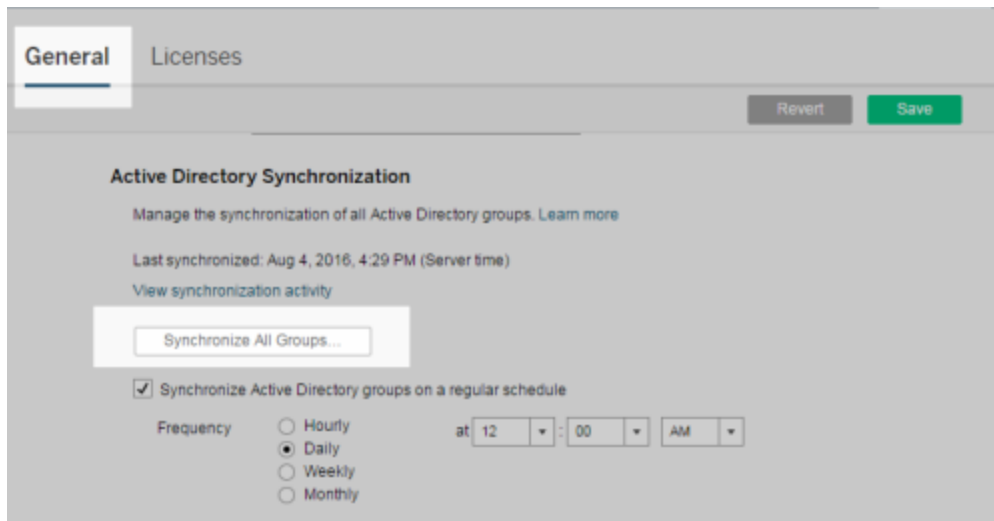 General Licenses
Revert Save
Active Directory Synchronization
Manage the synchronization of all Active Directory groups. Learn more
Last synchronized: Aug 4, 2016, 4:29 PM (Server time)
View synchronization activity
Synchronize All Groups...
Synchronize Active Directory groups on a regular schedule
Frequency Hourly at 12 : 00 AM
Daily
Weekly
Monthly